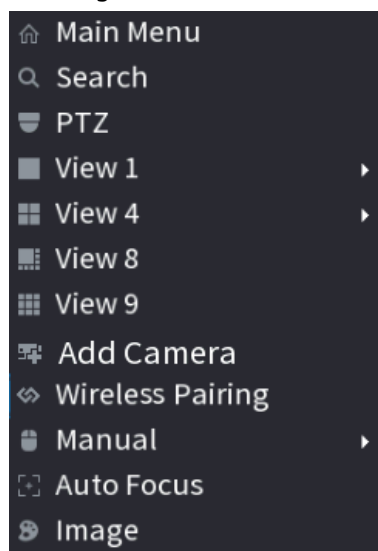 Main Menu
Search
PTZ
View 1
View 4
View 8
View 9
Add Camera
Wireless Pairing
Manual
Auto Focus
Image